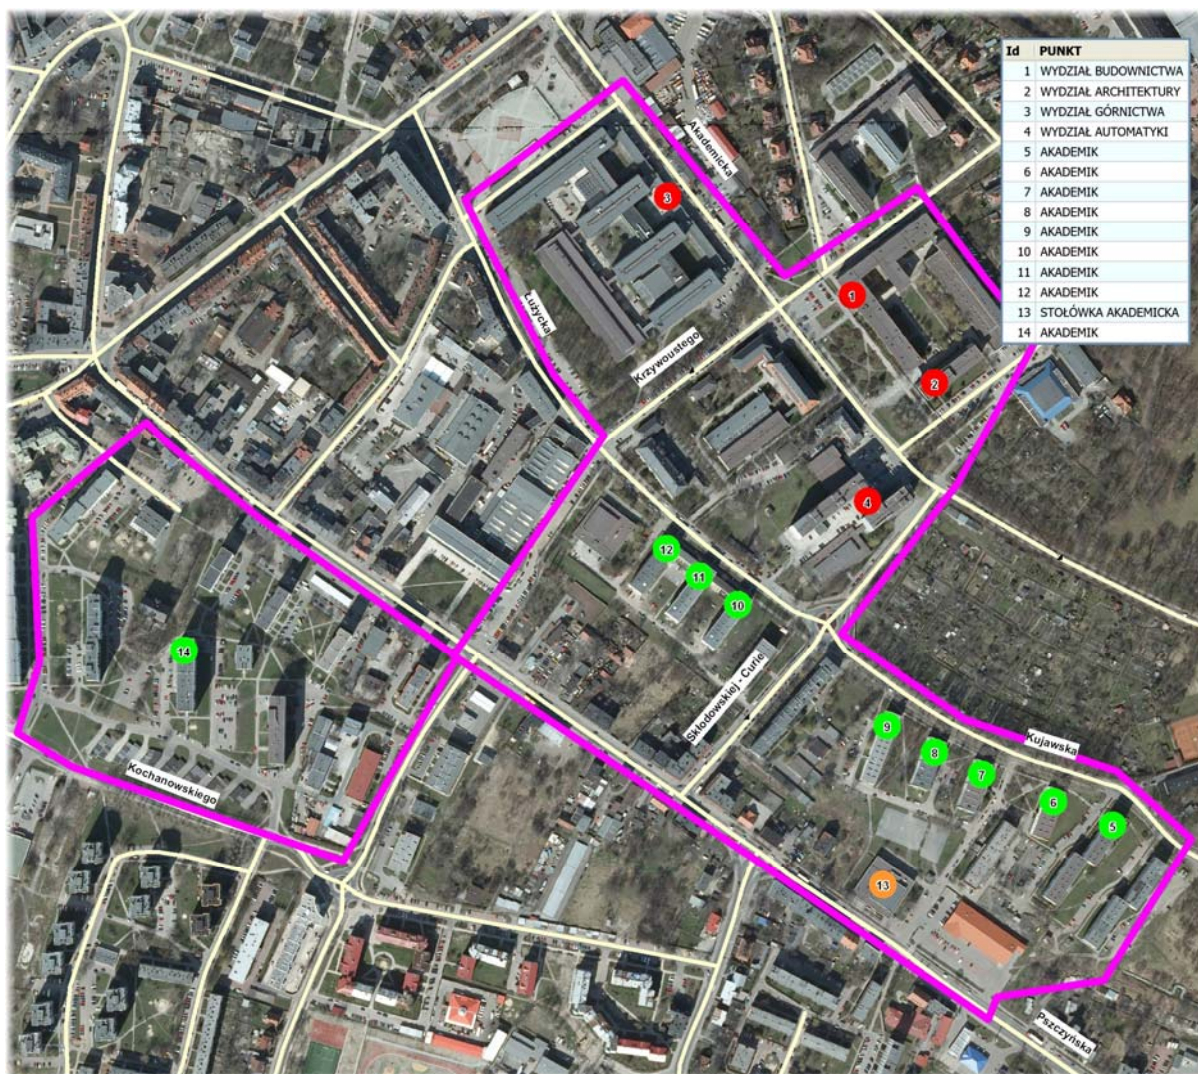 Id PUNKT
1 WYDZIAŁ BUDOWNICTWA
2 WYDZIAŁ ARCHITEKTURY
3 WYDZIAŁ GÓRNICTWA
4 WYDZIAŁ AUTOMATYKI
5 AKADEMIK
6 AKADEMIK
7 AKADEMIK
8 AKADEMIK
9 AKADEMIK
10 AKADEMIK
11 AKADEMIK
12 AKADEMIK
13 STOŁÓWKA AKADEMICKA
14 AKADEMIK
Akademicka
3
1
Łużycka
Krzywoustego
2
4
12
11
10
14
Skłodowskiej - Curie
9
Kujawska
8
7
Kochanowskiego
6
5
13
Pszczyńska